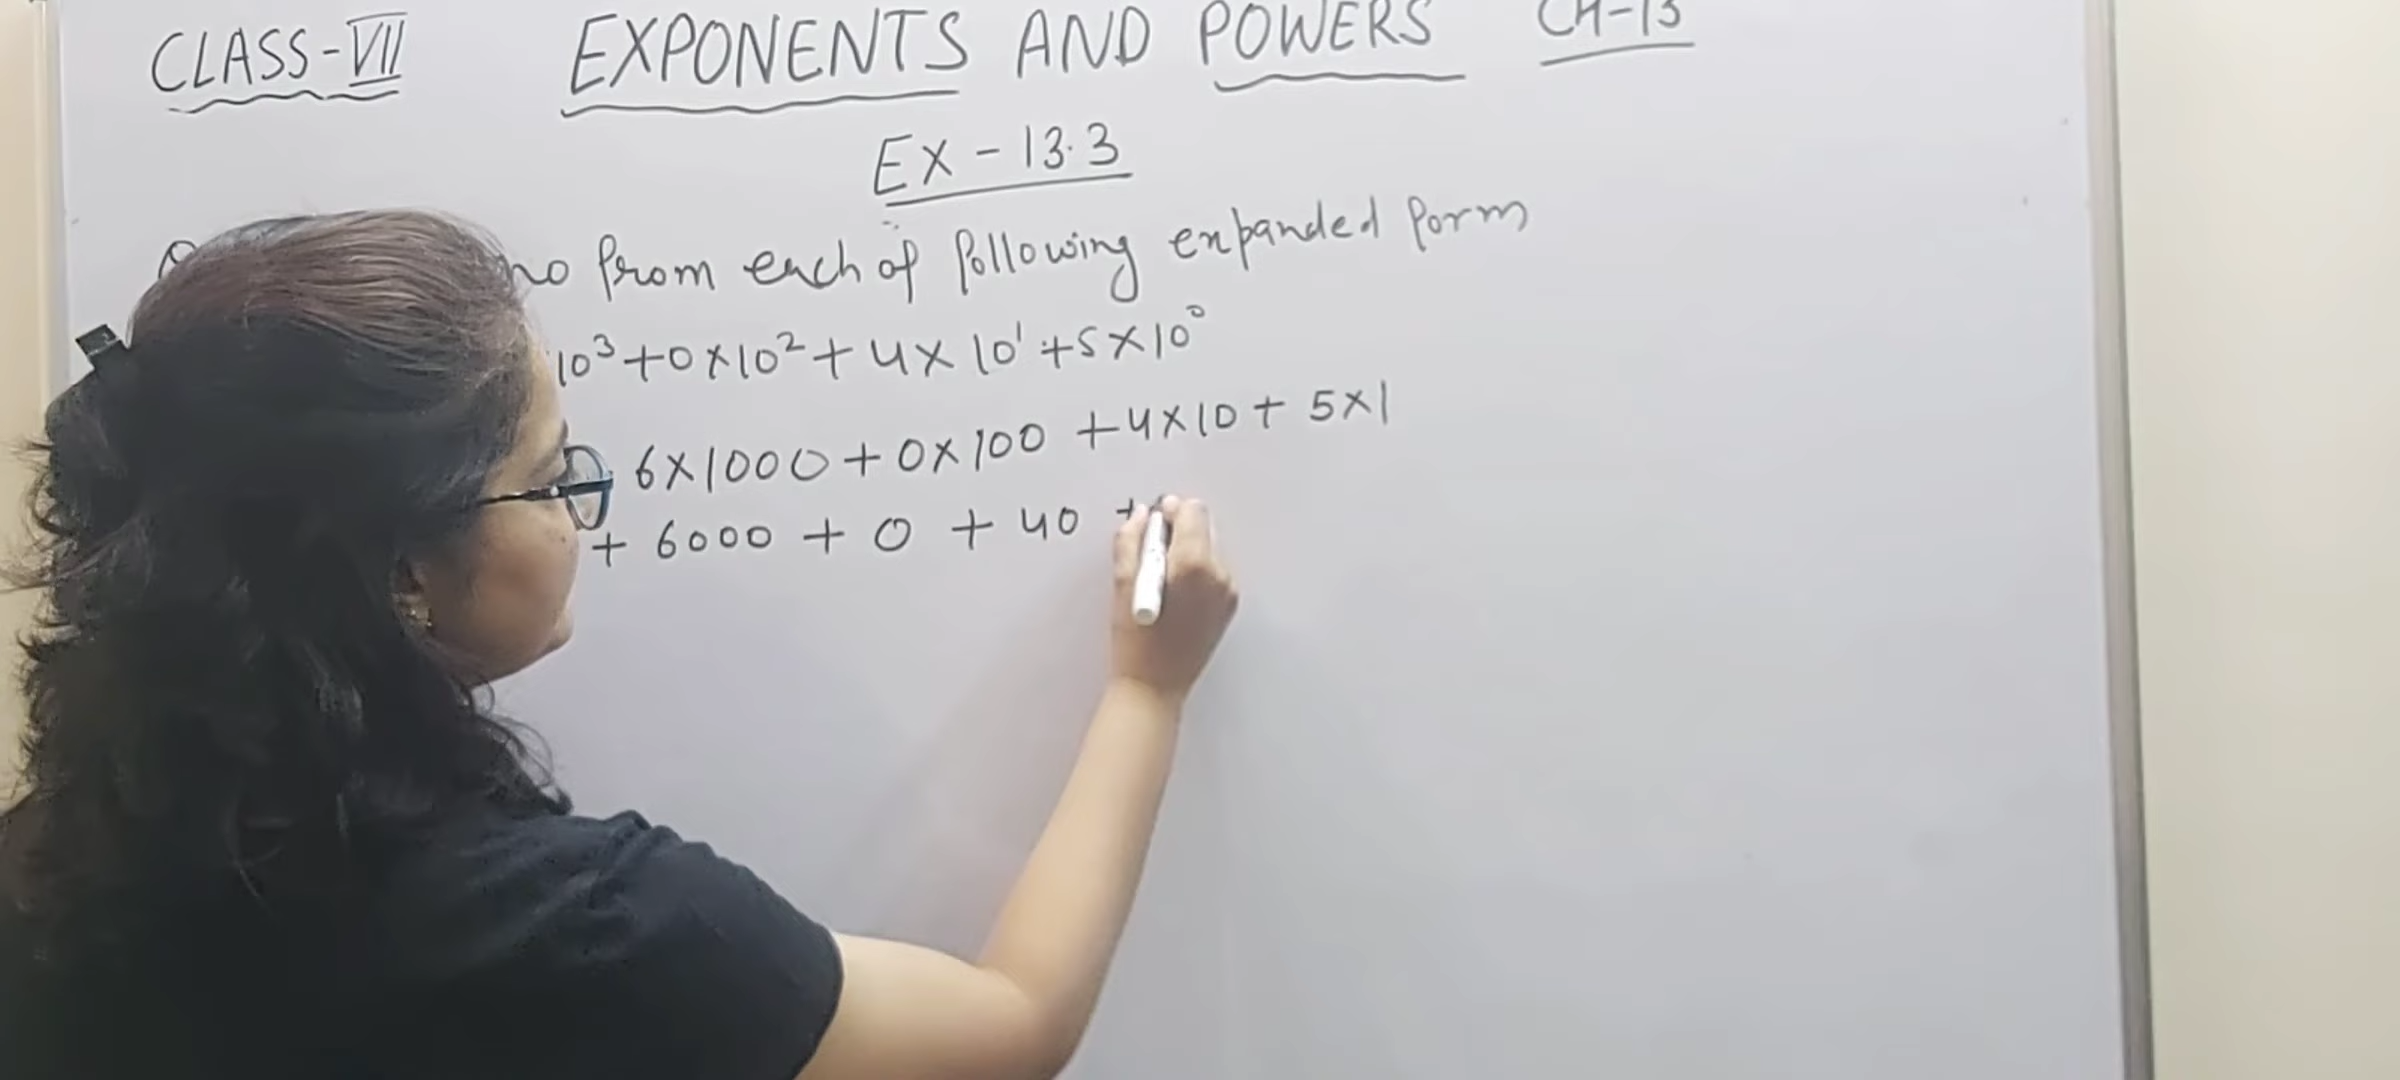 CLASS-VII EXPONENTS AND POWERS CH-13
EX - 13.3
no from each of following expanded form
10³+0×10²+4×10¹+5×10⁰
6×1000+0×100+4×10+5×1
+ 6000 + 0 + 40 +